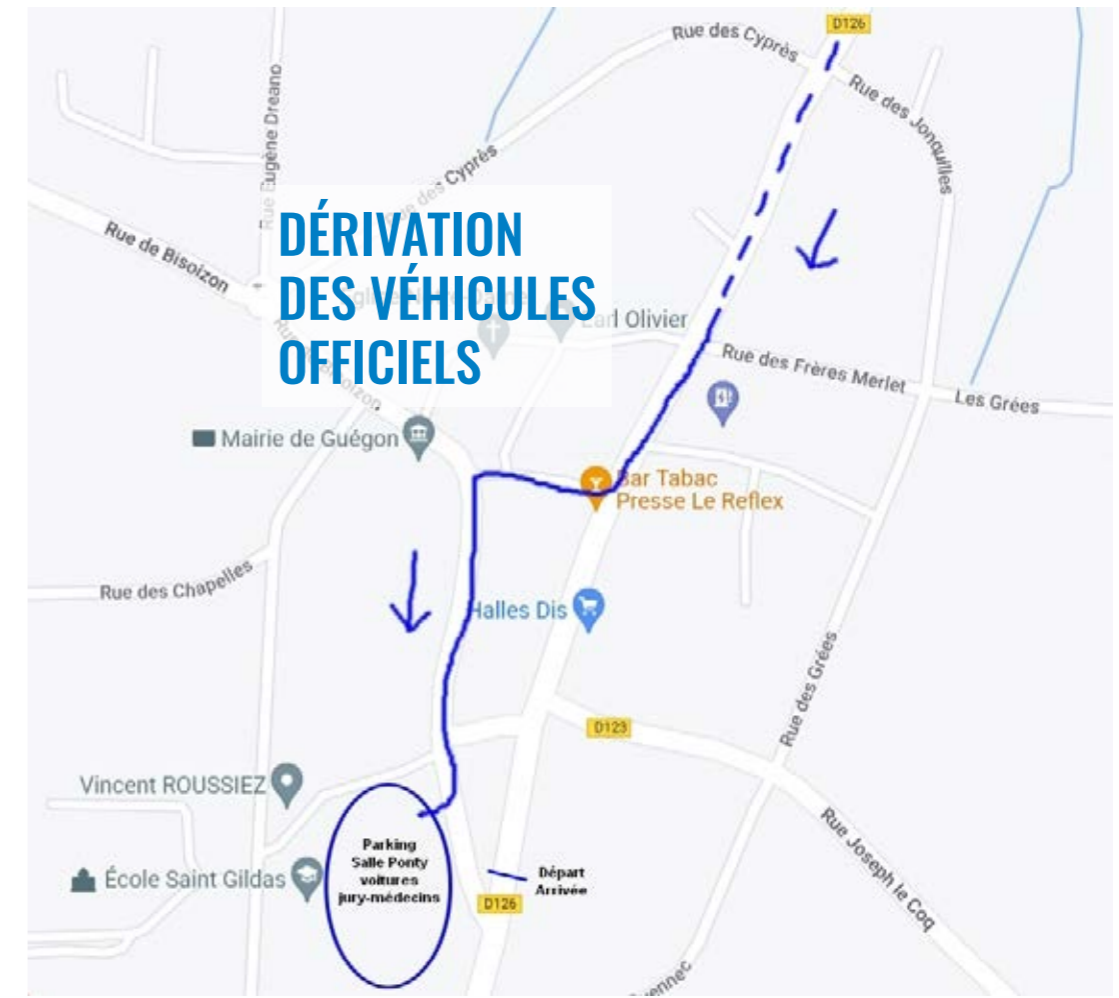 D126
Rue des Cyprès
Rue des Jonquilles
Rue Eugène Dreano
Rue des Cyprès
Rue de Bisoizon
DÉRIVATION
DES VÉHICULES
OFFICIELS
Earl Olivier
Rue des Frères Merlet
Les Grées
Mairie de Guégon
Bar Tabac
Presse Le Reflex
Rue des Chapelles
Halles Dis
Rue des Grées
D123
Vincent ROUSSIEZ
Rue Joseph le Coq
Parking
Salle Ponty
voitures
jury-médecins
École Saint Gildas
Départ
Arrivée
D126